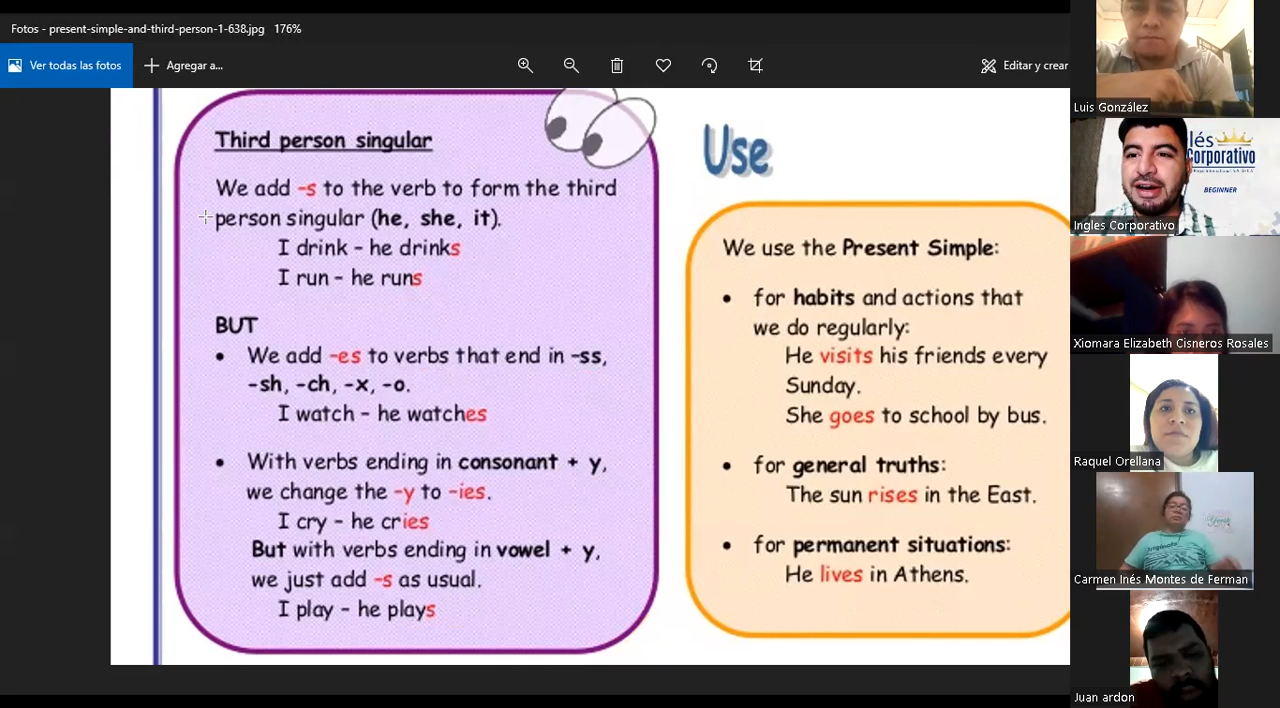 Fotos - present-simple-and-third-person-1-638.jpg 176%
Ver todas las fotos
Agregar a...
Editar y crear
Third person singular
We add -s to the verb to form the third
person singular (he, she, it).
I drink - he drinks
I run - he runs
BUT
• We add -es to verbs that end in -ss,
-sh, -ch, -x, -o.
I watch - he watches
• With verbs ending in consonant + y,
we change the -y to -ies.
I cry - he cries
But with verbs ending in vowel + y,
we just add -s as usual.
I play - he plays
Use
We use the Present Simple:
• for habits and actions that
we do regularly:
He visits his friends every
Sunday.
She goes to school by bus.
• for general truths:
The sun rises in the East.
• for permanent situations:
He lives in Athens.
Luis González
lés
Corporativo
BEGINNER
Ingles Corporativo
Xiomara Elizabeth Cisneros Rosales
Raquel Orellana
Carmen Inés Montes de Ferman
Juan ardon